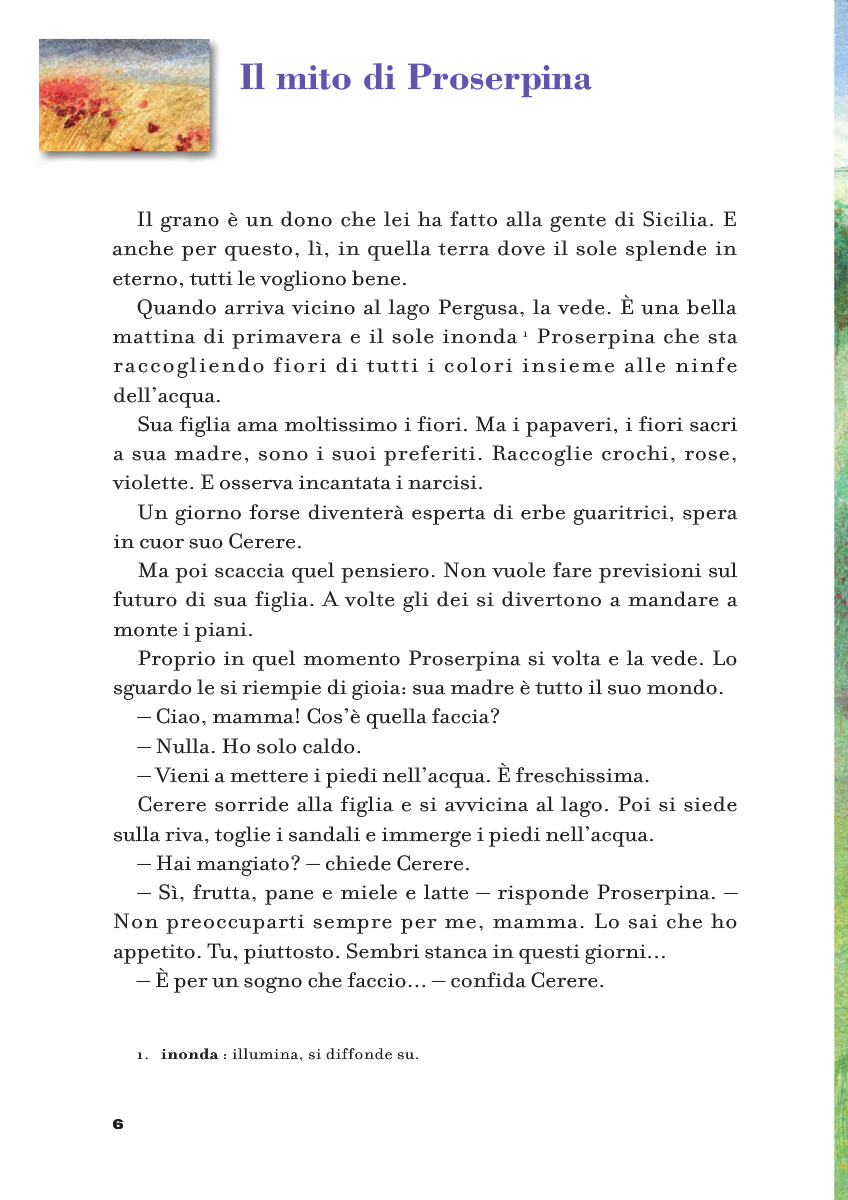 Il mito di Proserpina
Il grano è un dono che lei ha fatto alla gente di Sicilia. E
anche per questo, lì, in quella terra dove il sole splende in
eterno, tutti le vogliono bene.
Quando arriva vicino al lago Pergusa, la vede. È una bella
mattina di primavera e il sole inonda ¹ Proserpina che sta
raccogliendo fiori di tutti i colori insieme alle ninfe
dell’acqua.
Sua figlia ama moltissimo i fiori. Ma i papaveri, i fiori sacri
a sua madre, sono i suoi preferiti. Raccoglie crochi, rose,
violette. E osserva incantata i narcisi.
Un giorno forse diventerà esperta di erbe guaritrici, spera
in cuor suo Cerere.
Ma poi scaccia quel pensiero. Non vuole fare previsioni sul
futuro di sua figlia. A volte gli dei si divertono a mandare a
monte i piani.
Proprio in quel momento Proserpina si volta e la vede. Lo
sguardo le si riempie di gioia: sua madre è tutto il suo mondo.
– Ciao, mamma! Cos’è quella faccia?
– Nulla. Ho solo caldo.
– Vieni a mettere i piedi nell’acqua. È freschissima.
Cerere sorride alla figlia e si avvicina al lago. Poi si siede
sulla riva, toglie i sandali e immerge i piedi nell’acqua.
– Hai mangiato? – chiede Cerere.
– Sì, frutta, pane e miele e latte – risponde Proserpina. –
Non preoccuparti sempre per me, mamma. Lo sai che ho
appetito. Tu, piuttosto. Sembri stanca in questi giorni…
– È per un sogno che faccio… – confida Cerere.
1. inonda : illumina, si diffonde su.
6